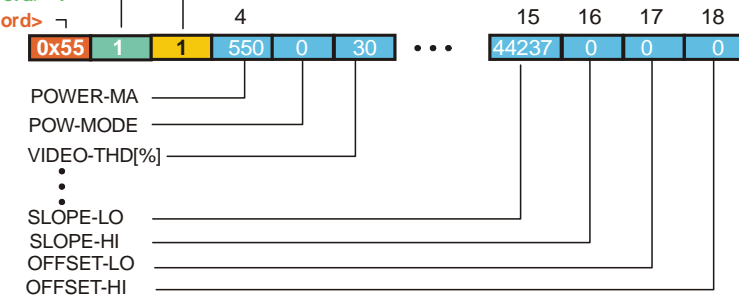 ord>
4 15 16 17 18
0x55 1 1 550 0 30 ... 44237 0 0 0
POWER-MA
POW-MODE
VIDEO-THD[%]
SLOPE-LO
SLOPE-HI
OFFSET-LO
OFFSET-HI